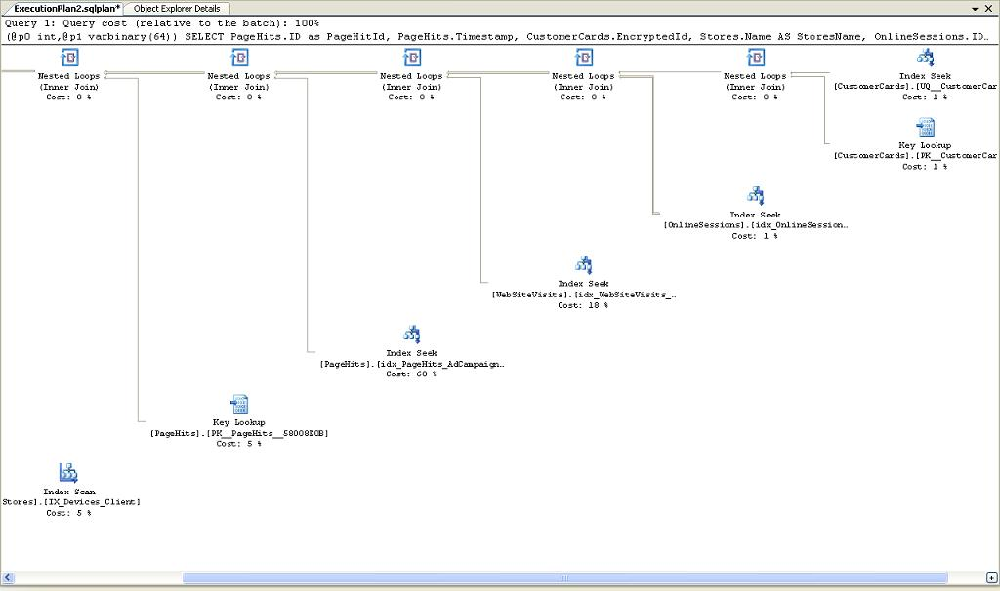 ExecutionPlan2.sqlplan* Object Explorer Details
Query 1: Query cost (relative to the batch): 100%
(@p0 int,@p1 varbinary(64)) SELECT PageHits.ID as PageHitId, PageHits.Timestamp, CustomerCards.EncryptedId, Stores.Name AS StoresName, OnlineSessions.ID…
Nested Loops
(Inner Join)
Cost: 0 %
Nested Loops
(Inner Join)
Cost: 0 %
Nested Loops
(Inner Join)
Cost: 0 %
Nested Loops
(Inner Join)
Cost: 0 %
Nested Loops
(Inner Join)
Cost: 0 %
Index Seek
[CustomerCards].[UQ__CustomerCar
Cost: 1 %
Key Lookup
[CustomerCards].[PK__CustomerCar
Cost: 1 %
Index Seek
[OnlineSessions].[idx_OnlineSession…
Cost: 1 %
Index Seek
[WebSiteVisits].[idx_WebSiteVisits_…
Cost: 18 %
Index Seek
[PageHits].[idx_PageHits_AdCampaign…
Cost: 60 %
Key Lookup
[PageHits].[PK__PageHits__58008E0B]
Cost: 5 %
Index Scan
Stores].[IX_Devices_Client]
Cost: 5 %